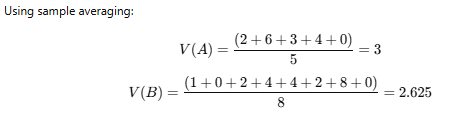 Using sample averaging:
V(A) = (2 + 6 + 3 + 4 + 0) / 5 = 3
V(B) = (1 + 0 + 2 + 4 + 4 + 2 + 8 + 0) / 8 = 2.625